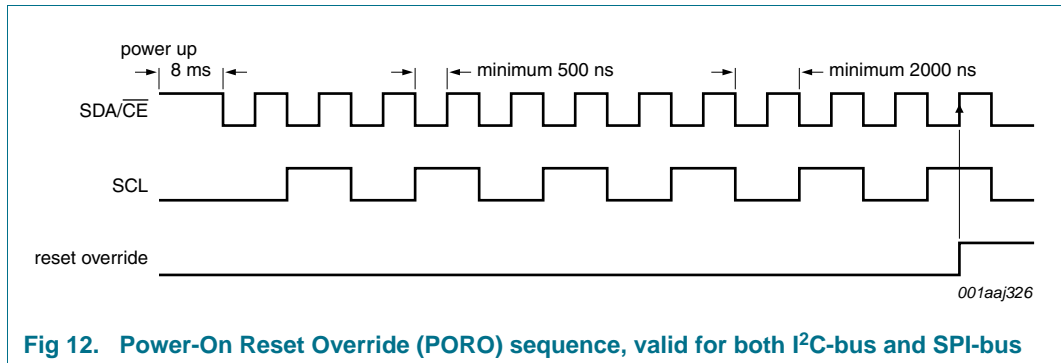 power up
8 ms
minimum 500 ns
minimum 2000 ns
SDA/CE
SCL
reset override
001aaj326
Fig 12. Power-On Reset Override (PORO) sequence, valid for both I²C-bus and SPI-bus